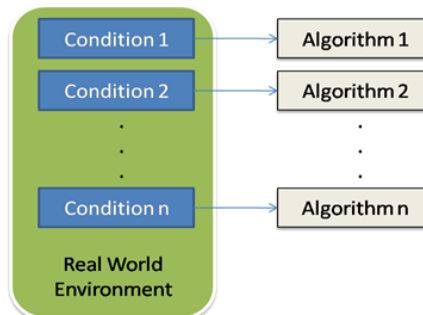 Condition 1
Algorithm 1
Condition 2
Algorithm 2
.
.
.
.
.
.
Condition n
Algorithm n
Real World
Environment